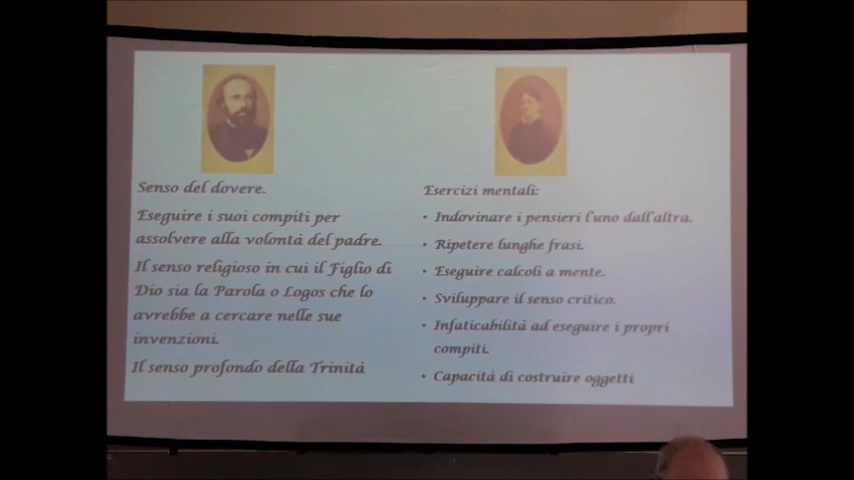 Senso del dovere.
Eseguire i suoi compiti per
assolvere alla volontà del padre.
Il senso religioso in cui il Figlio di
Dio sia la Parola o Logos che lo
avrebbe a cercare nelle sue
invenzioni.
Il senso profondo della Trinità
Esercizi mentali:
• Indovinare i pensieri l'uno dall'altra.
• Ripetere lunghe frasi.
• Eseguire calcoli a mente.
• Sviluppare il senso critico.
• Infaticabilità ad eseguire i propri
compiti.
• Capacità di costruire oggetti